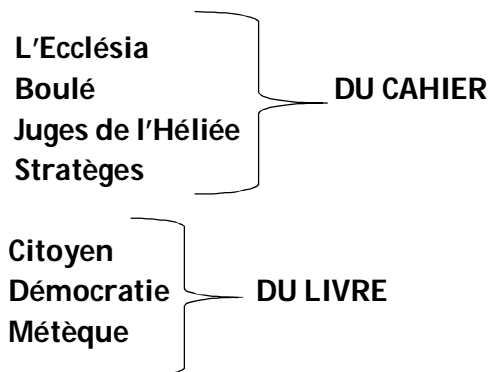 L'Ecclésia
Boulé
DU CAHIER
Juges de l'Héliée
Stratèges
Citoyen
Démocratie
DU LIVRE
Métèque